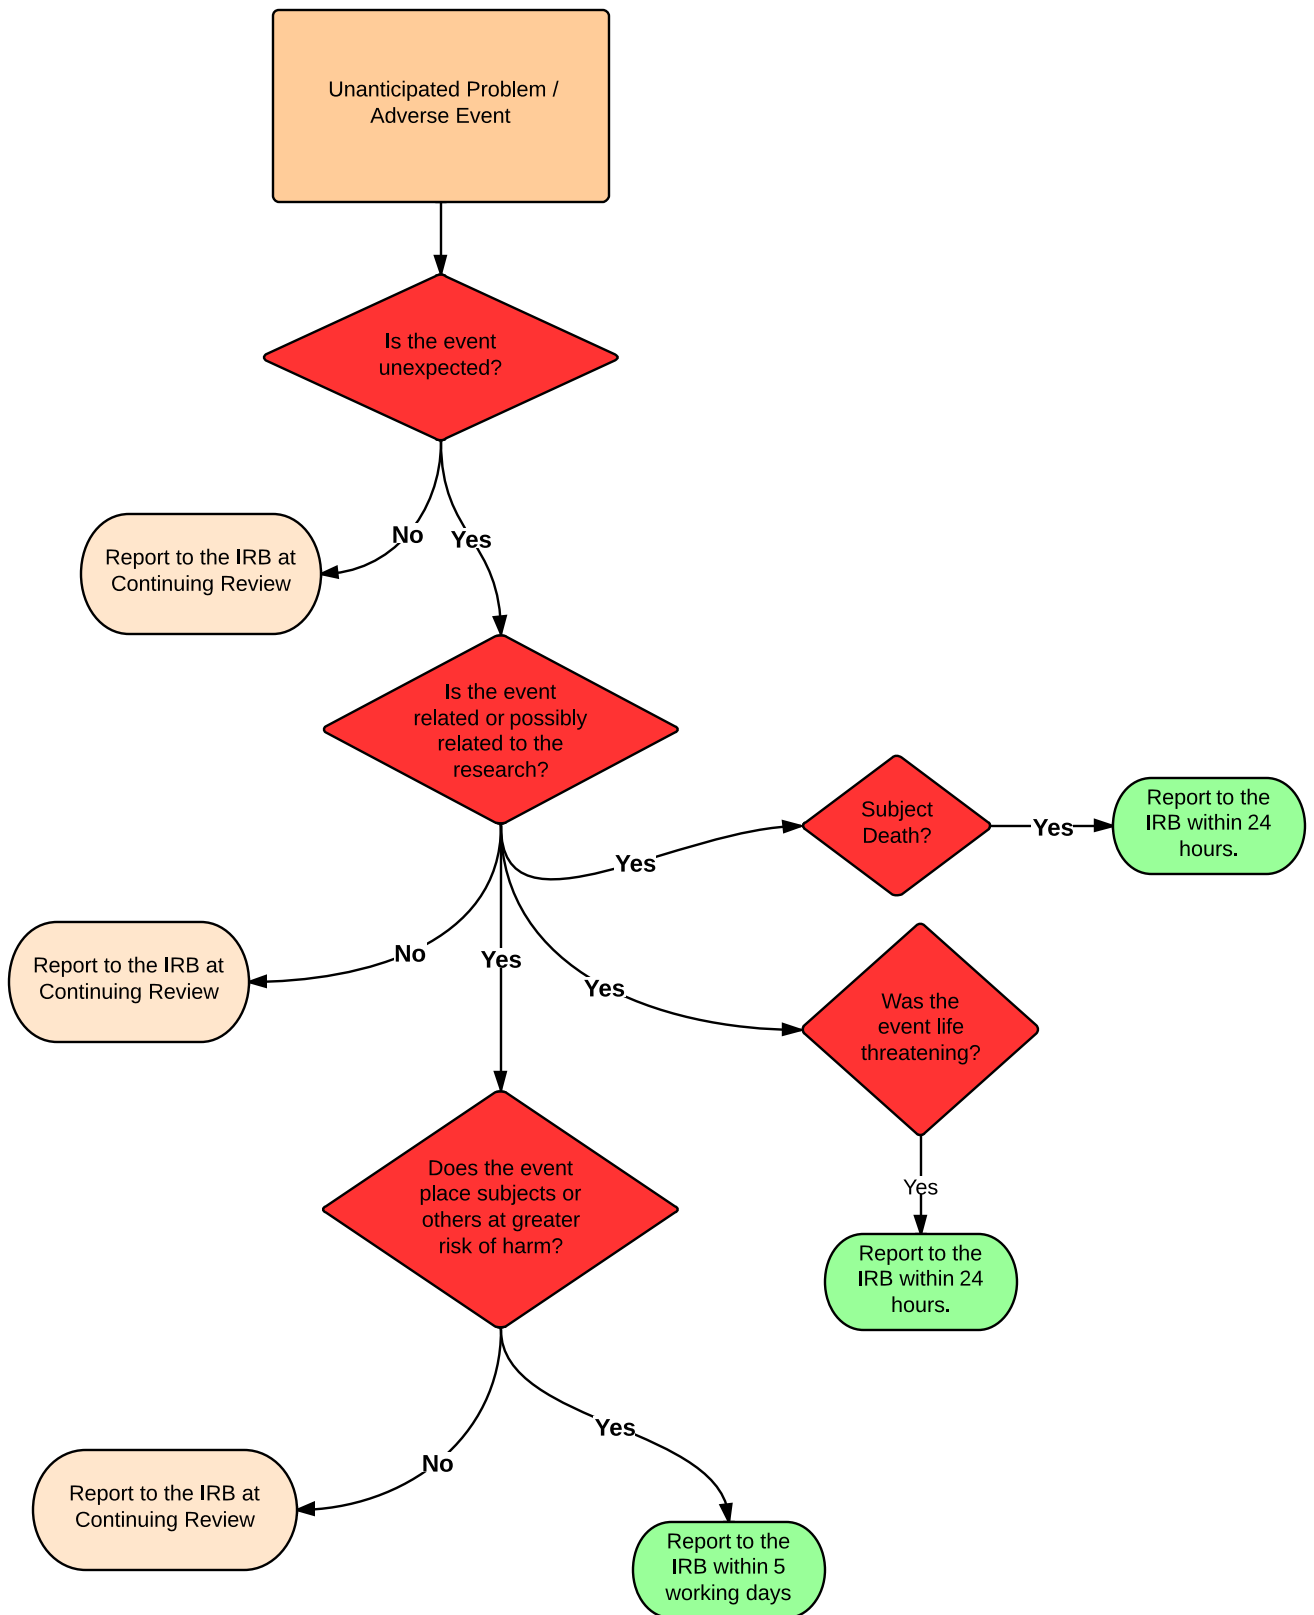 Unanticipated Problem /
Adverse Event
Is the event
unexpected?
No
Yes
Report to the IRB at
Continuing Review
Is the event
related or possibly
related to the
research?
Subject
Death?
Yes
Report to the
IRB within 24
hours.
Yes
No
Yes
Yes
Report to the IRB at
Continuing Review
Was the
event life
threatening?
Yes
Report to the
IRB within 24
hours.
Does the event
place subjects or
others at greater
risk of harm?
Yes
No
Report to the IRB at
Continuing Review
Report to the
IRB within 5
working days